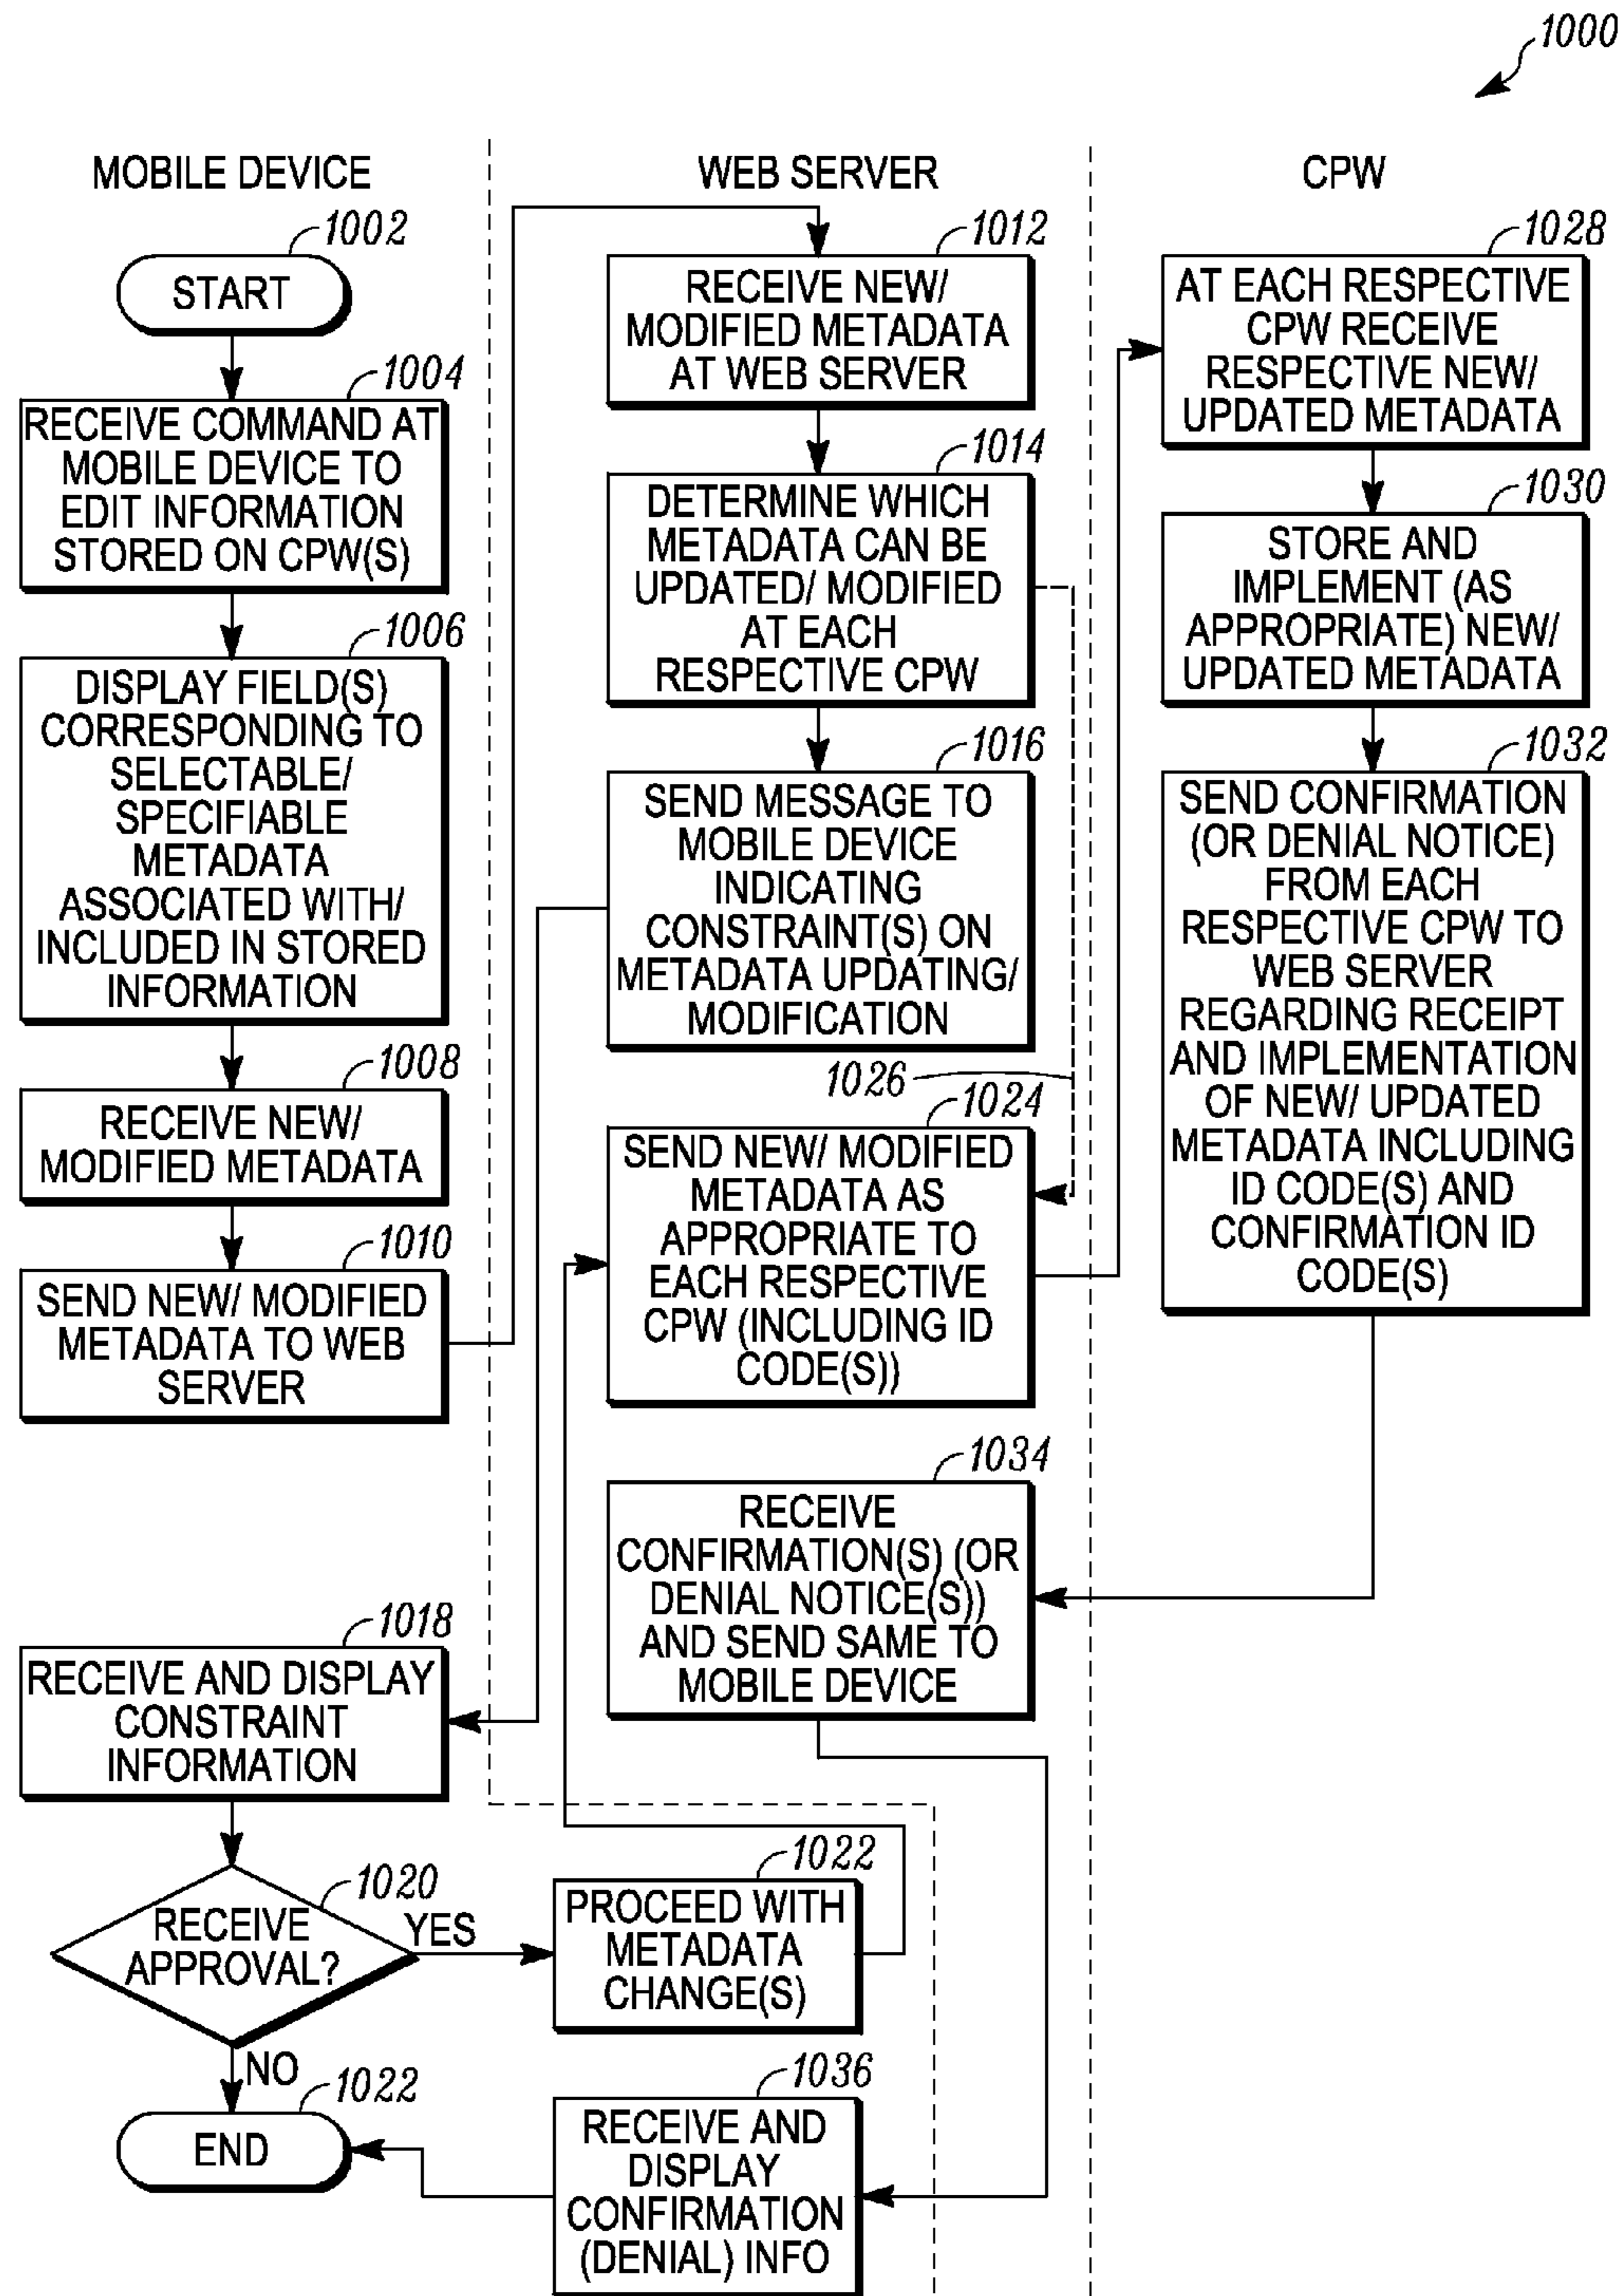 1000
MOBILE DEVICE
WEB SERVER
CPW
1002
START
1004
RECEIVE COMMAND AT
MOBILE DEVICE TO
EDIT INFORMATION
STORED ON CPW(S)
1006
DISPLAY FIELD(S)
CORRESPONDING TO
SELECTABLE/
SPECIFIABLE
METADATA
ASSOCIATED WITH/
INCLUDED IN STORED
INFORMATION
1008
RECEIVE NEW/
MODIFIED METADATA
1010
SEND NEW/ MODIFIED
METADATA TO WEB
SERVER
1012
RECEIVE NEW/
MODIFIED METADATA
AT WEB SERVER
1014
DETERMINE WHICH
METADATA CAN BE
UPDATED/ MODIFIED
AT EACH
RESPECTIVE CPW
1016
SEND MESSAGE TO
MOBILE DEVICE
INDICATING
CONSTRAINT(S) ON
METADATA UPDATING/
MODIFICATION
1018
RECEIVE AND DISPLAY
CONSTRAINT
INFORMATION
1020
RECEIVE
APPROVAL?
YES
NO
1022
PROCEED WITH
METADATA
CHANGE(S)
1022
END
1026
1024
SEND NEW/ MODIFIED
METADATA AS
APPROPRIATE TO
EACH RESPECTIVE
CPW (INCLUDING ID
CODE(S))
1028
AT EACH RESPECTIVE
CPW RECEIVE
RESPECTIVE NEW/
UPDATED METADATA
1030
STORE AND
IMPLEMENT (AS
APPROPRIATE) NEW/
UPDATED METADATA
1032
SEND CONFIRMATION
(OR DENIAL NOTICE)
FROM EACH
RESPECTIVE CPW TO
WEB SERVER
REGARDING RECEIPT
AND IMPLEMENTATION
OF NEW/ UPDATED
METADATA INCLUDING
ID CODE(S) AND
CONFIRMATION ID
CODE(S)
1034
RECEIVE
CONFIRMATION(S) (OR
DENIAL NOTICE(S))
AND SEND SAME TO
MOBILE DEVICE
1036
RECEIVE AND
DISPLAY
CONFIRMATION
(DENIAL) INFO